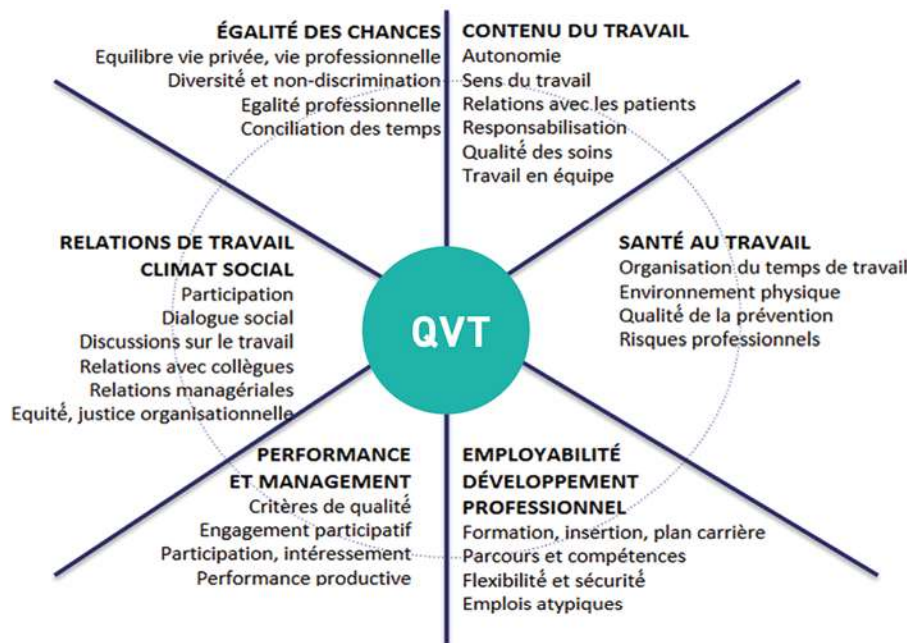 ÉGALITÉ DES CHANCES
Equilibre vie privée, vie professionnelle
Diversité et non-discrimination
Egalité professionnelle
Conciliation des temps
CONTENU DU TRAVAIL
Autonomie
Sens du travail
Relations avec les patients
Responsabilisation
Qualité des soins
Travail en équipe
RELATIONS DE TRAVAIL
CLIMAT SOCIAL
Participation
Dialogue social
Discussions sur le travail
Relations avec collègues
Relations managériales
Equité, justice organisationnelle
QVT
SANTÉ AU TRAVAIL
Organisation du temps de travail
Environnement physique
Qualité de la prévention
Risques professionnels
PERFORMANCE
ET MANAGEMENT
Critères de qualité
Engagement participatif
Participation, intéressement
Performance productive
EMPLOYABILITÉ
DÉVELOPPEMENT
PROFESSIONNEL
Formation, insertion, plan carrière
Parcours et compétences
Flexibilité et sécurité
Emplois atypiques